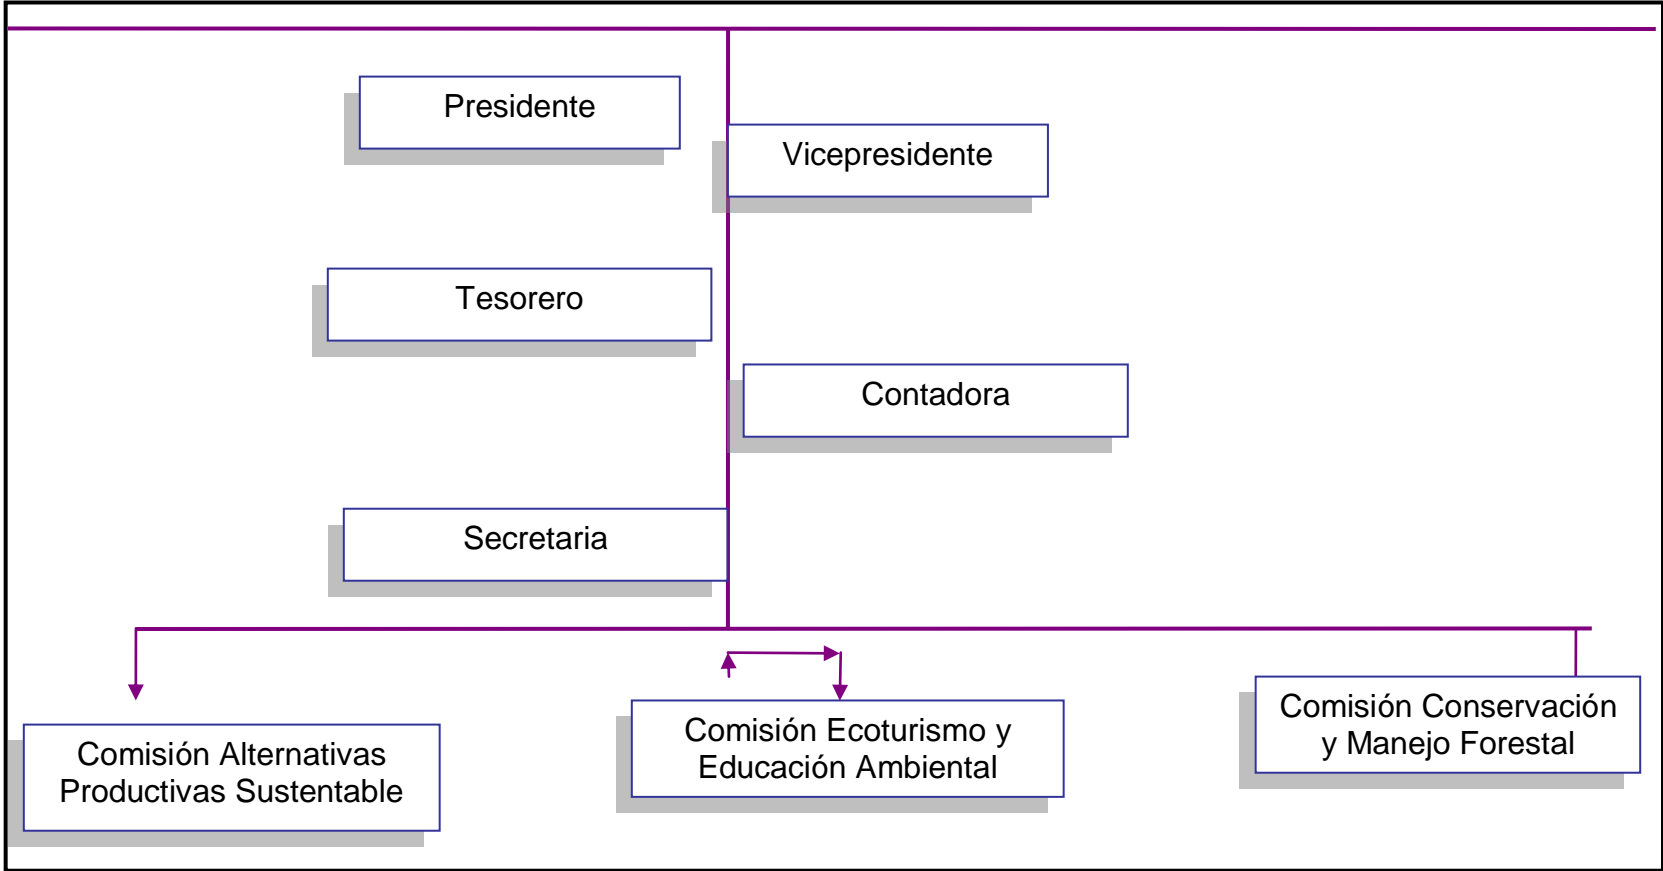 Presidente
Vicepresidente
Tesorero
Contadora
Secretaria
Comisión Alternativas
Productivas Sustentable
Comisión Ecoturismo y
Educación Ambiental
Comisión Conservación
y Manejo Forestal